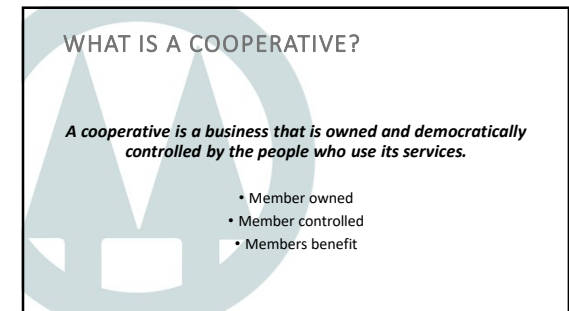 WHAT IS A COOPERATIVE?
A cooperative is a business that is owned and democratically
controlled by the people who use its services.
• Member owned
• Member controlled
• Members benefit